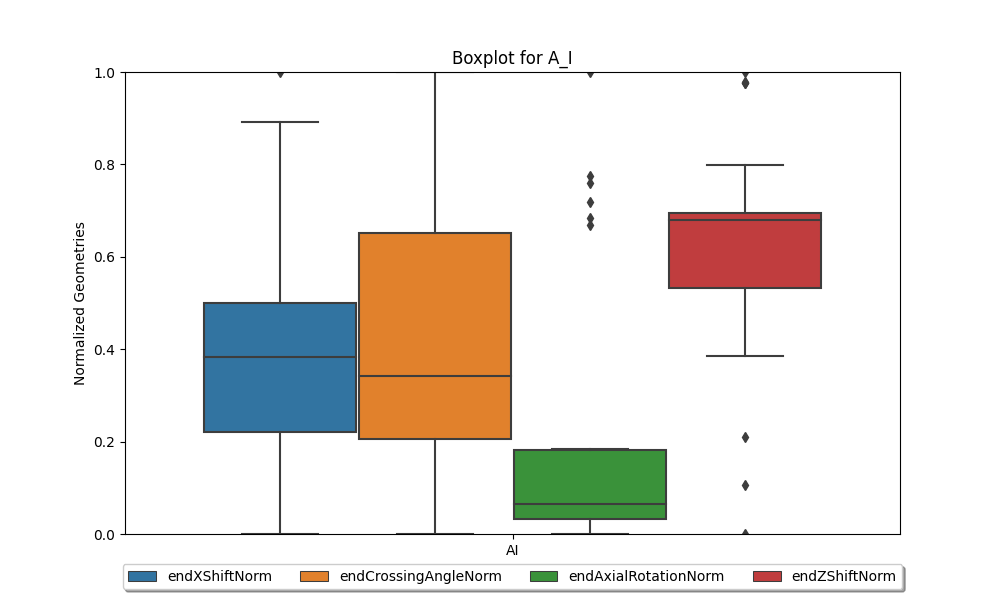 Boxplot for A_I
Normalized Geometries
1.0
0.8
0.6
0.4
0.2
0.0
AI
endXShiftNorm endCrossingAngleNorm endAxialRotationNorm endZShiftNorm